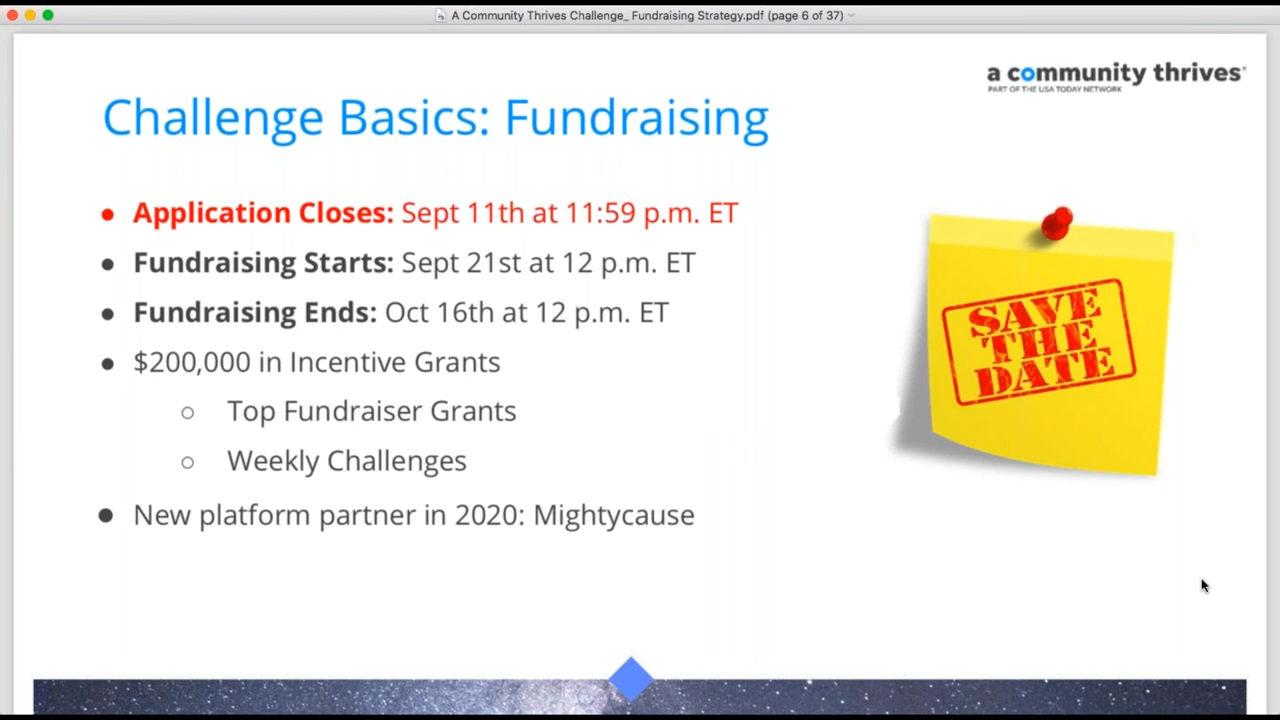 A Community Thrives Challenge_ Fundraising Strategy.pdf (page 6 of 37)
a community thrives
PART OF THE USA TODAY NETWORK
Challenge Basics: Fundraising
● Application Closes: Sept 11th at 11:59 p.m. ET
● Fundraising Starts: Sept 21st at 12 p.m. ET
● Fundraising Ends: Oct 16th at 12 p.m. ET
● $200,000 in Incentive Grants
○ Top Fundraiser Grants
○ Weekly Challenges
● New platform partner in 2020: Mightycause
SAVE
THE
DATE